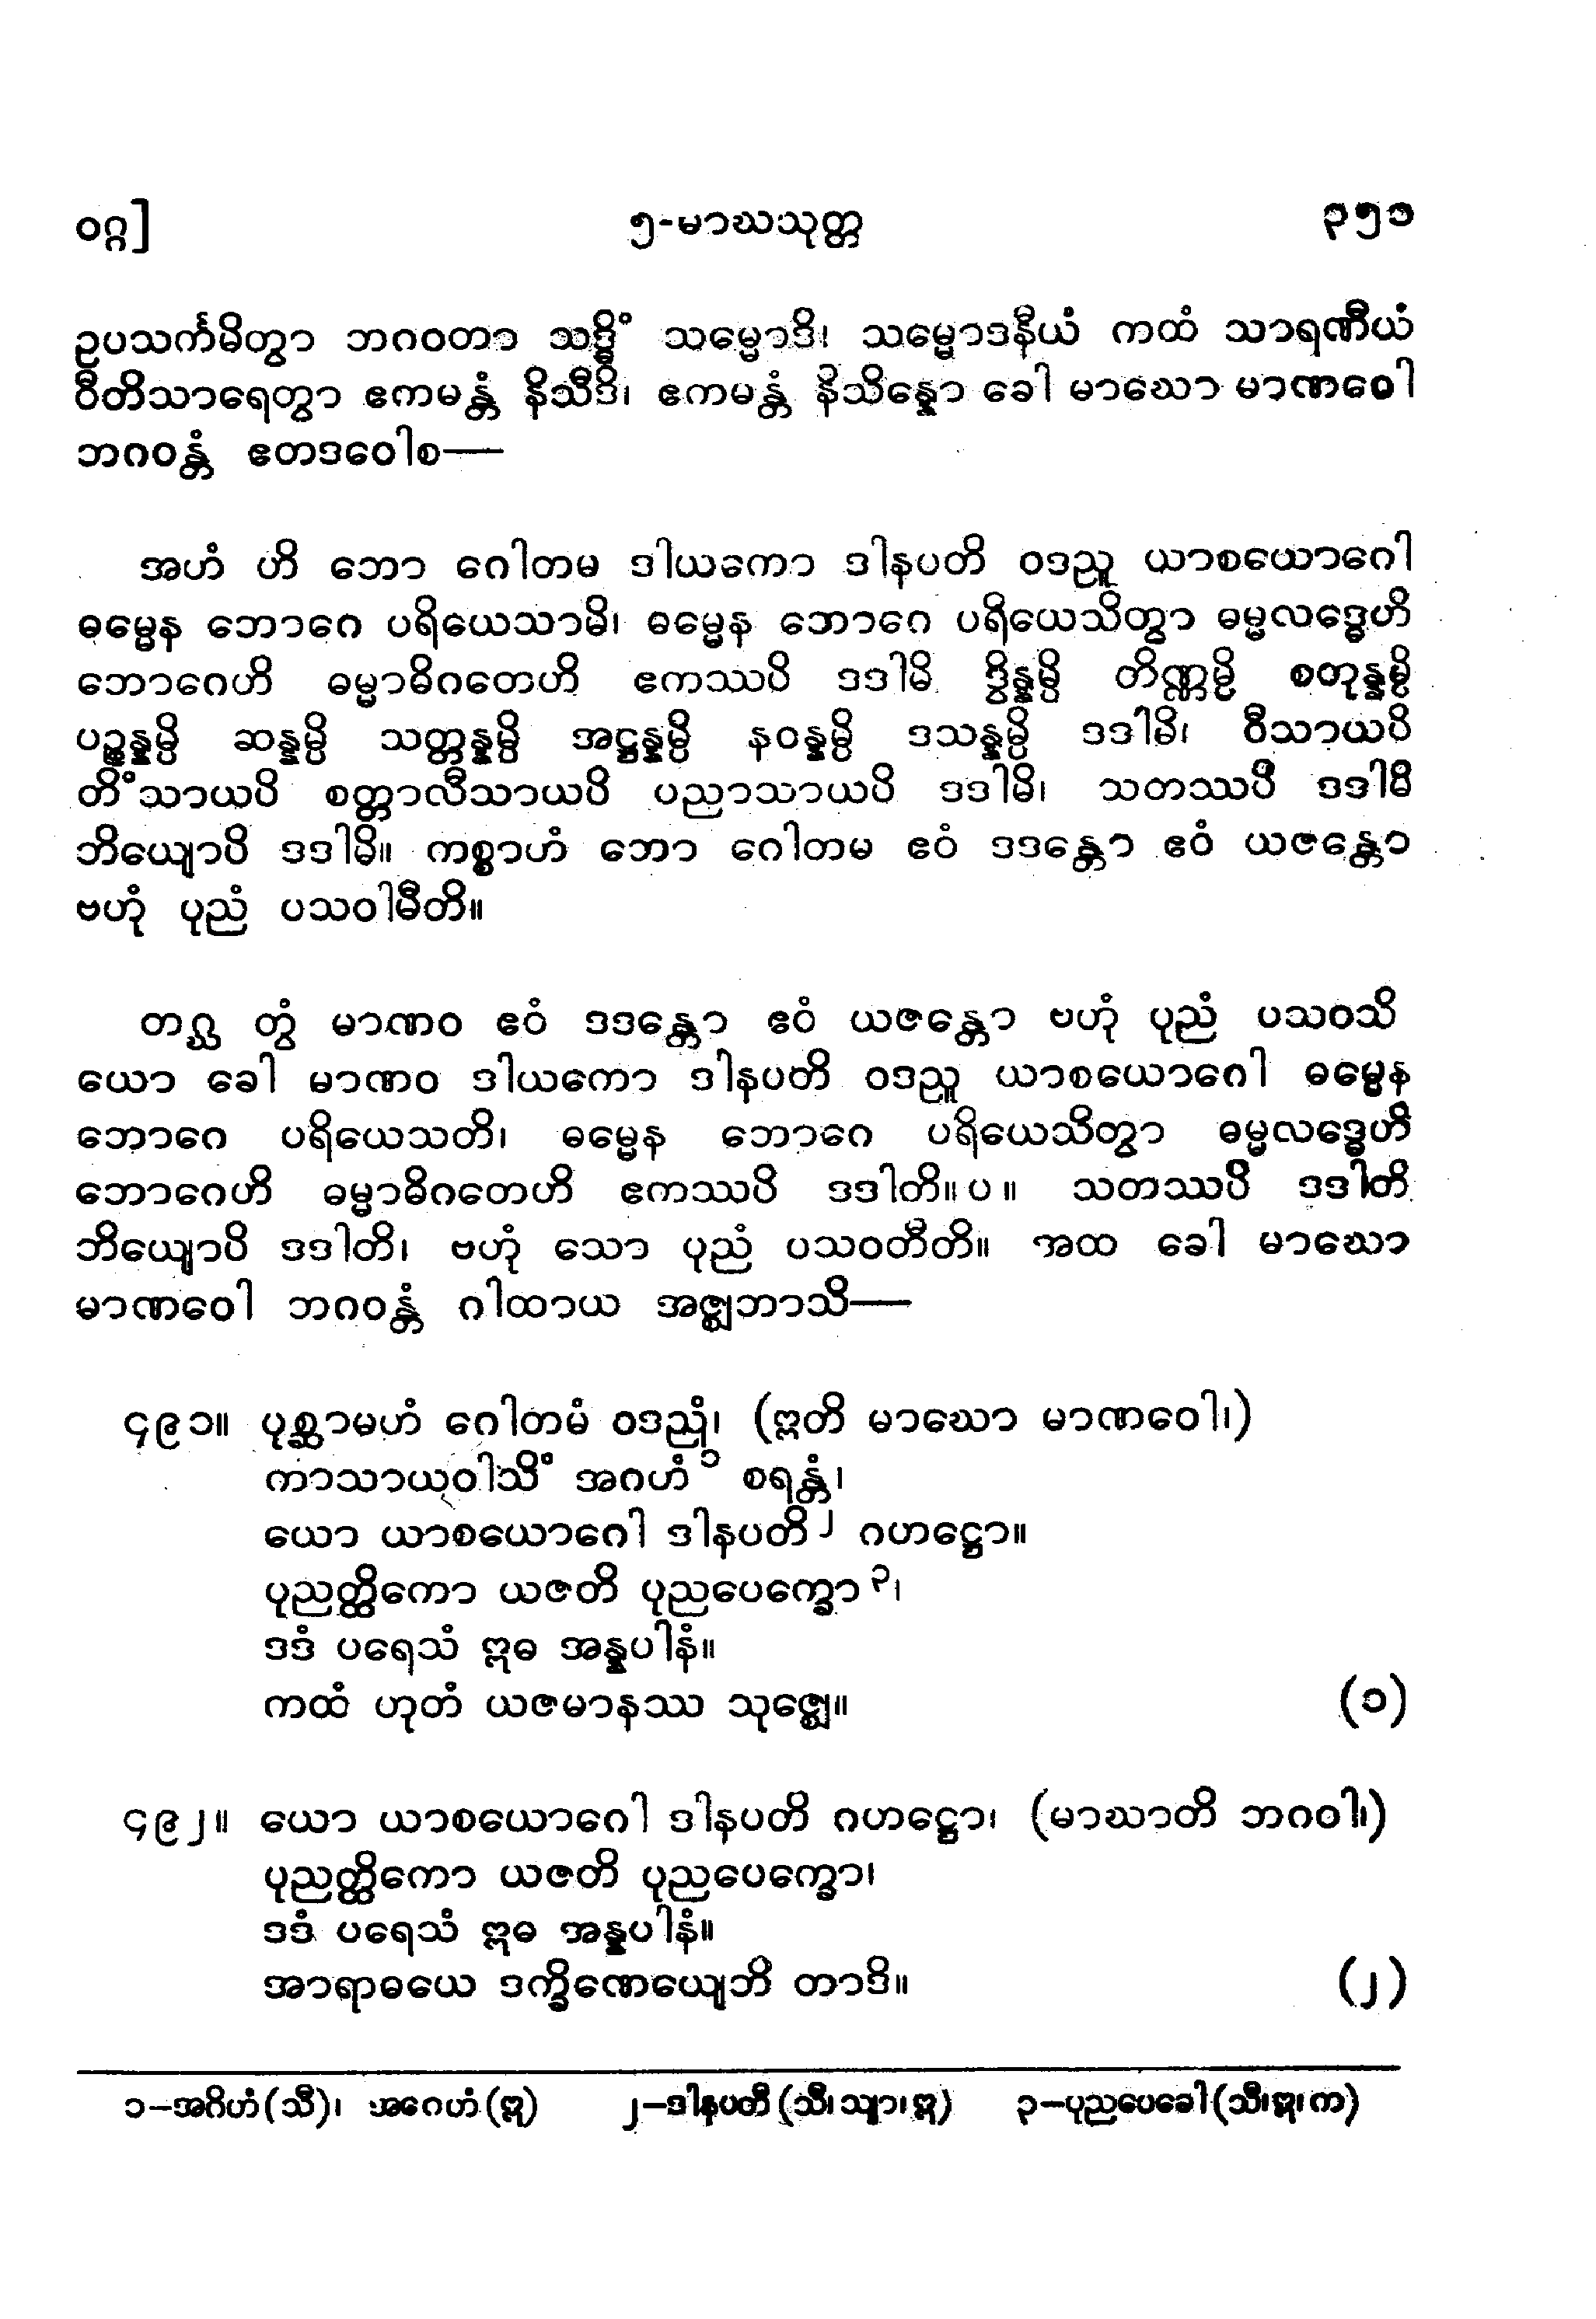 ဝဂ္ဂ]
၅-မာဃသုတ္တ
၃၅၁
ဥပသင်္ကမိတွာ ဘဂဝတာ သဒ္ဓိံ သမ္မောဒိ၊ သမ္မောဒနီယံ ကထံ သာရဏီယံ
ဝီတိသာရေတွာ ဧကမန္တံ နိသီဒိ၊ ဧကမန္တံ နိသိန္နော ခေါ မာဃော မာဏဝေါ
ဘဂဝန္တံ ဧတဒဝေါစ—
အဟံ ဟိ ဘော ဂေါတမ ဒါယကော ဒါနပတိ ဝဒညူ ယာစယောဂေါ
ဓမ္မေန ဘောဂေ ပရိယေသာမိ၊ ဓမ္မေန ဘောဂေ ပရိယေသိတွာ ဓမ္မလဒ္ဓေဟိ
ဘောဂေဟိ ဓမ္မာဓိဂတေဟိ ဧကဿပိ ဒဒါမိ ဒွိန္နမ္ပိ တိဏ္ဏမ္ပိ စတုန္နမ္ပိ
ပဉ္စန္နမ္ပိ ဆန္နမ္ပိ သတ္တန္နမ္ပိ အဋ္ဌန္နမ္ပိ နဝန္နမ္ပိ ဒသန္နမ္ပိ ဒဒါမိ၊ ဝီသာယပိ
တိံသာယပိ စတ္တာလီသာယပိ ပညာသာယပိ ဒဒါမိ၊ သတဿပိ ဒဒါမိ
ဘိယျောပိ ဒဒါမိ။ ကစ္စာဟံ ဘော ဂေါတမ ဧဝံ ဒဒန္တော ဧဝံ ယဇန္တော
ဗဟုံ ပုညံ ပသဝါမီတိ။
တဂ္ဃ တွံ မာဏဝ ဧဝံ ဒဒန္တော ဧဝံ ယဇန္တော ဗဟုံ ပုညံ ပသဝသိ
ယော ခေါ မာဏဝ ဒါယကော ဒါနပတိ ဝဒညူ ယာစယောဂေါ ဓမ္မေန
ဘောဂေ ပရိယေသတိ၊ ဓမ္မေန ဘောဂေ ပရိယေသိတွာ ဓမ္မလဒ္ဓေဟိ
ဘောဂေဟိ ဓမ္မာဓိဂတေဟိ ဧကဿပိ ဒဒါတိ။ပ။ သတဿပိ ဒဒါတိ
ဘိယျောပိ ဒဒါတိ၊ ဗဟုံ သော ပုညံ ပသဝတီတိ။ အထ ခေါ မာဃော
မာဏဝေါ ဘဂဝန္တံ ဂါထာယ အဇ္ဈဘာသိ—
၄၉၁။ ပုစ္ဆာမဟံ ဂေါတမံ ဝဒညုံ၊ (ဣတိ မာဃော မာဏဝေါ၊)
ကာသာယဝါသိံ အဂဟံ ၁ စရန္တံ၊
ယော ယာစယောဂေါ ဒါနပတိ ၂ ဂဟဋ္ဌော။
ပုညတ္ထိကော ယဇတိ ပုညပေက္ခော ၃၊
ဒဒံ ပရေသံ ဣဓ အန္နပါနံ။
ကထံ ဟုတံ ယဇမာနဿ သုဇ္ဈေ။ (၁)
၄၉၂။ ယော ယာစယောဂေါ ဒါနပတိ ဂဟဋ္ဌော၊ (မာဃာတိ ဘဂဝါ၊)
ပုညတ္ထိကော ယဇတိ ပုညပေက္ခော၊
ဒဒံ ပရေသံ ဣဓ အန္နပါနံ။
အာရာဓယေ ဒက္ခိဏေယျေဘိ တာဒိ။ (၂)
၁−အဂိဟံ (သီ)၊ အဂေဟံ (ဣ) ၂−ဒါနပတီ (သီ၊ သျာ၊ ဣ) ၃−ပုညပေခေါ (သီ၊ဣ၊က)